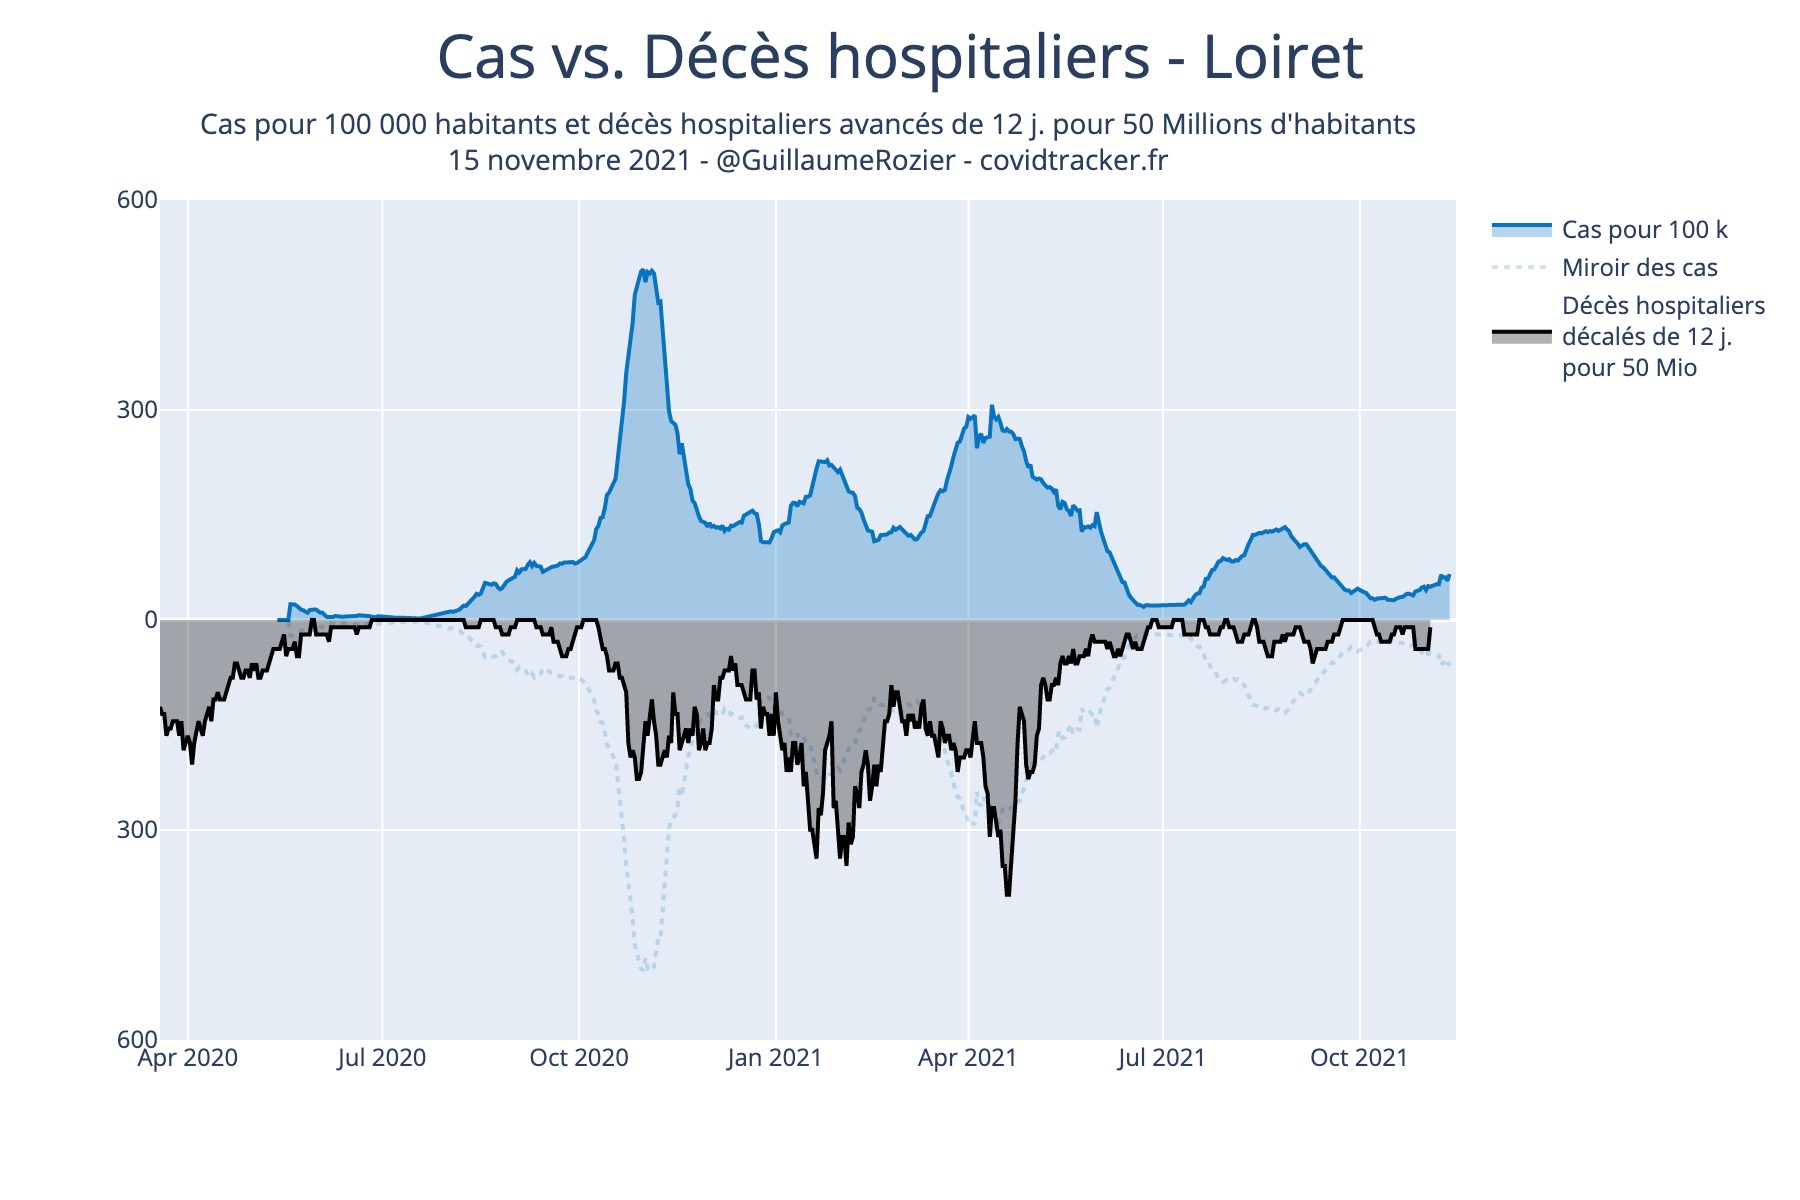 Cas vs. Décès hospitaliers - Loiret
Cas pour 100 000 habitants et décès hospitaliers avancés de 12 j. pour 50 Millions d'habitants
15 novembre 2021 - @GuillaumeRozier - covidtracker.fr
600
300
0
300
600
Apr 2020
Jul 2020
Oct 2020
Jan 2021
Apr 2021
Jul 2021
Oct 2021
Cas pour 100 k
Miroir des cas
Décès hospitaliers
décalés de 12 j.
pour 50 Mio